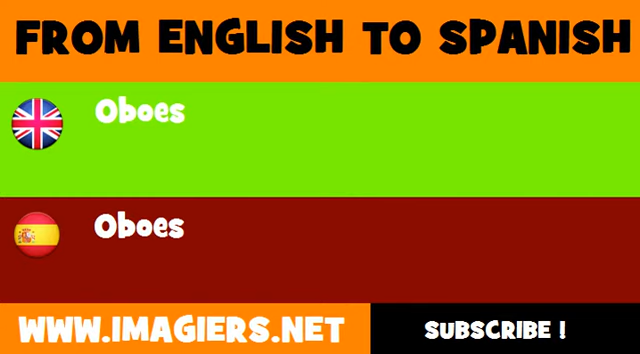 FROM ENGLISH TO SPANISH
Oboes
Oboes
WWW.IMAGIERS.NET
SUBSCRIBE !